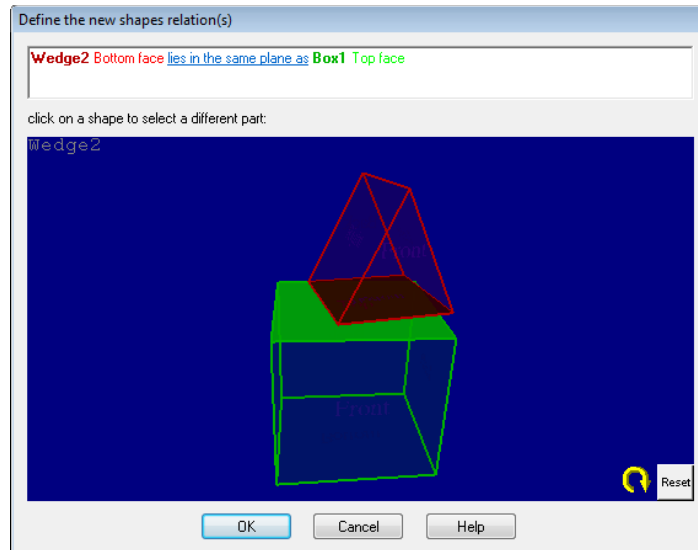 Define the new shapes relation(s)
Wedge2 Bottom face lies in the same plane as Box1 Top face
click on a shape to select a different part:
Wedge2
Front
Front
Reset
OK Cancel Help